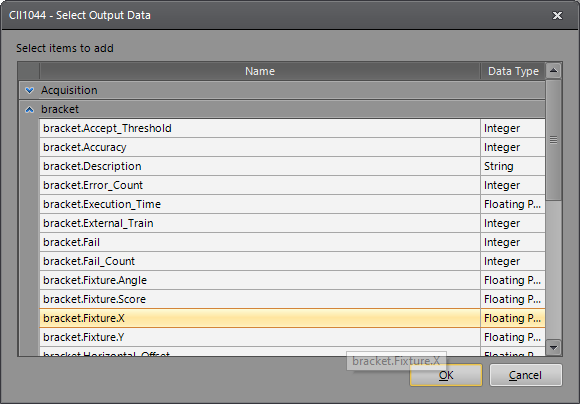 CII1044 - Select Output Data
Select items to add
Name Data Type
Acquisition
bracket
bracket.Accept_Threshold Integer
bracket.Accuracy Integer
bracket.Description String
bracket.Error_Count Integer
bracket.Execution_Time Floating P...
bracket.External_Train Integer
bracket.Fail Integer
bracket.Fail_Count Integer
bracket.Fixture.Angle Floating P...
bracket.Fixture.Score Floating P...
bracket.Fixture.X Floating P...
bracket.Fixture.Y Floating P...
bracket.Horizontal_Offset
bracket.Fixture.X
OK Cancel